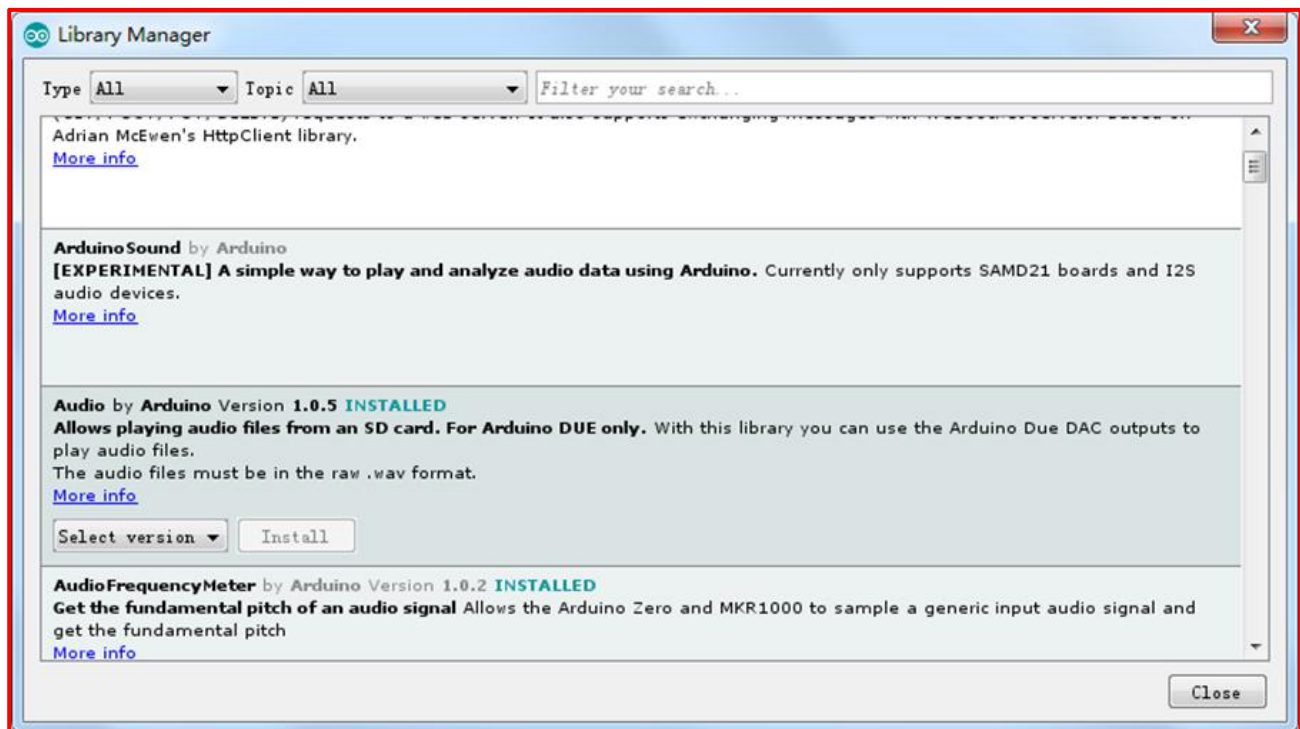 Library Manager
Type All Topic All Filter your search...
Adrian McEwen's HttpClient library.
More info
ArduinoSound by Arduino
[EXPERIMENTAL] A simple way to play and analyze audio data using Arduino. Currently only supports SAMD21 boards and I2S
audio devices.
More info
Audio by Arduino Version 1.0.5 INSTALLED
Allows playing audio files from an SD card. For Arduino DUE only. With this library you can use the Arduino Due DAC outputs to
play audio files.
The audio files must be in the raw .wav format.
More info
Select version Install
AudioFrequencyMeter by Arduino Version 1.0.2 INSTALLED
Get the fundamental pitch of an audio signal Allows the Arduino Zero and MKR1000 to sample a generic input audio signal and
get the fundamental pitch
More info
Close